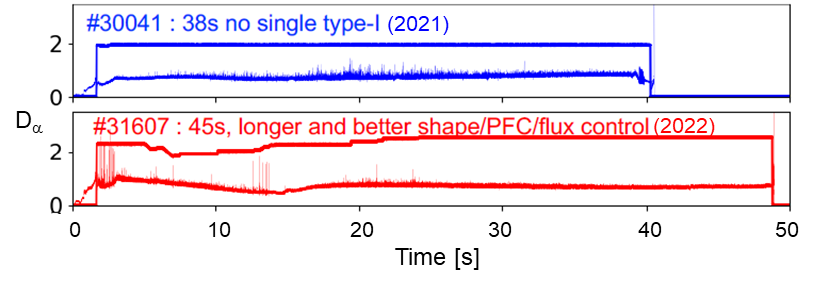 #30041 : 38s no single type-I (2021)
2
0
Dα
#31607 : 45s, longer and better shape/PFC/flux control (2022)
2
0
0 10 20 30 40 50
Time [s]